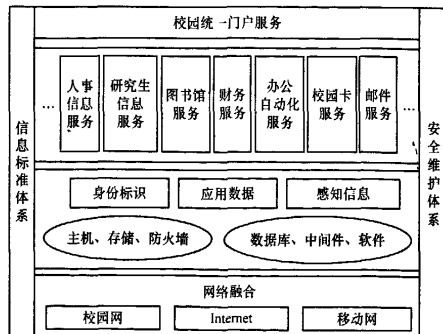 校园统一门户服务
… 人事信息服务 研究生信息服务 图书馆服务 财务服务 办公自动化服务 校园卡服务 邮件服务 …
信息标准体系
安全维护体系
身份标识 应用数据 感知信息
主机、存储、防火墙 数据库、中间件、软件
网络融合
校园网 Internet 移动网